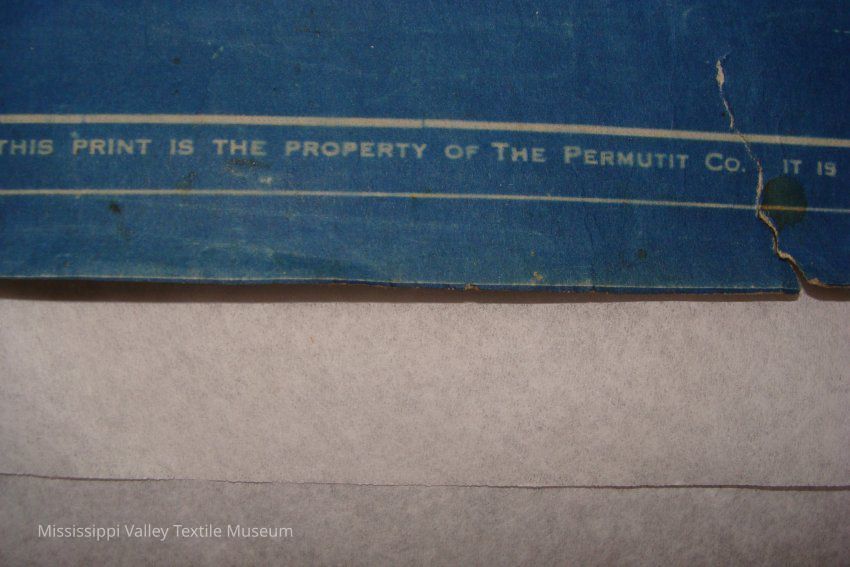 THIS PRINT IS THE PROPERTY OF THE PERMUTIT CO. IT IS
Mississippi Valley Textile Museum